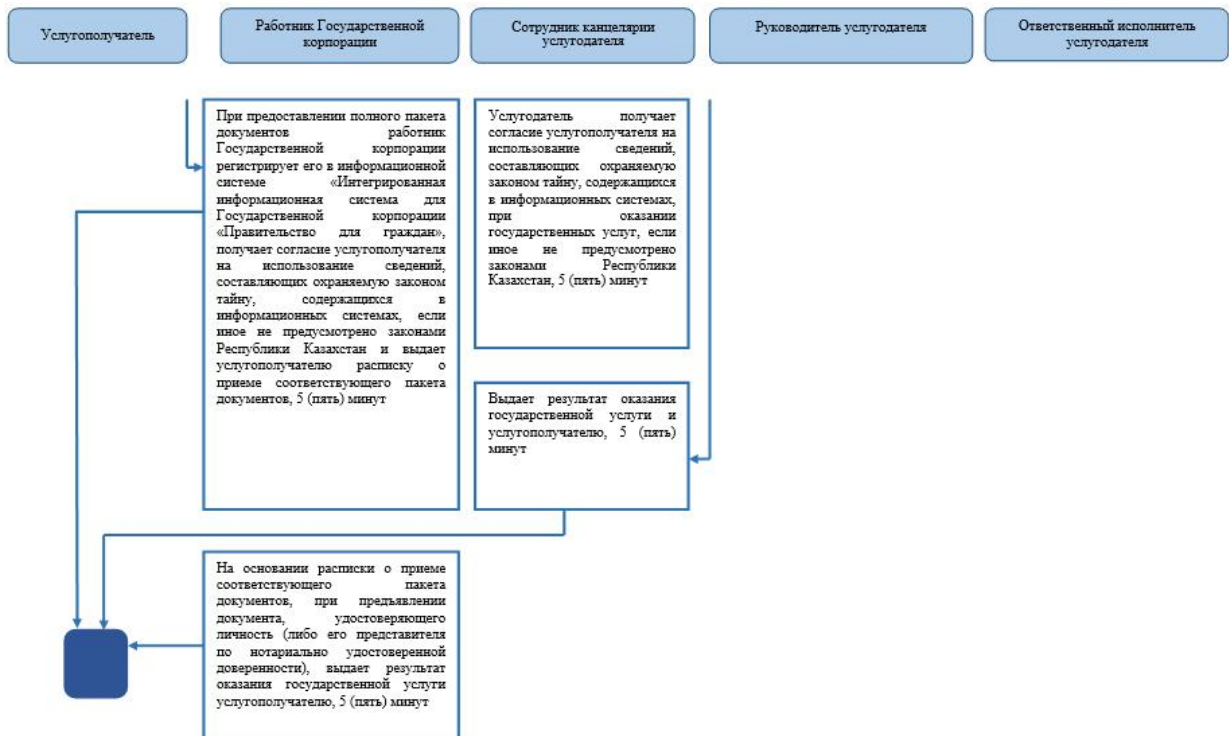 Услугополучатель
Работник Государственной
корпорации
Сотрудник канцелярии
услугодателя
Руководитель услугодателя
Ответственный исполнитель
услугодателя
При предоставлении полного пакета
документов работник
Государственной корпорации
регистрирует его в информационной
системе «Интегрированная
информационная система для
Государственной корпорации
«Правительство для граждан»,
получает согласие услугополучателя
на использование сведений,
составляющих охраняемую законом
тайну, содержащихся в
информационных системах, если
иное не предусмотрено законами
Республики Казахстан и выдает
услугополучателю расписку о
приеме соответствующего пакета
документов, 5 (пять) минут
Услугодатель получает
согласие услугополучателя на
использование сведений,
составляющих охраняемую
законом тайну, содержащихся
в информационных системах,
при оказании
государственных услуг, если
иное не предусмотрено
законами Республики
Казахстан, 5 (пять) минут
Выдает результат оказания
государственной услуги и
услугополучателю, 5 (пять)
минут
На основании расписки о приеме
соответствующего пакета
документов, при предъявлении
документа, удостоверяющего
личность (либо его представителя
по нотариально удостоверенной
доверенности), выдает результат
оказания государственной услуги
услугополучателю, 5 (пять) минут